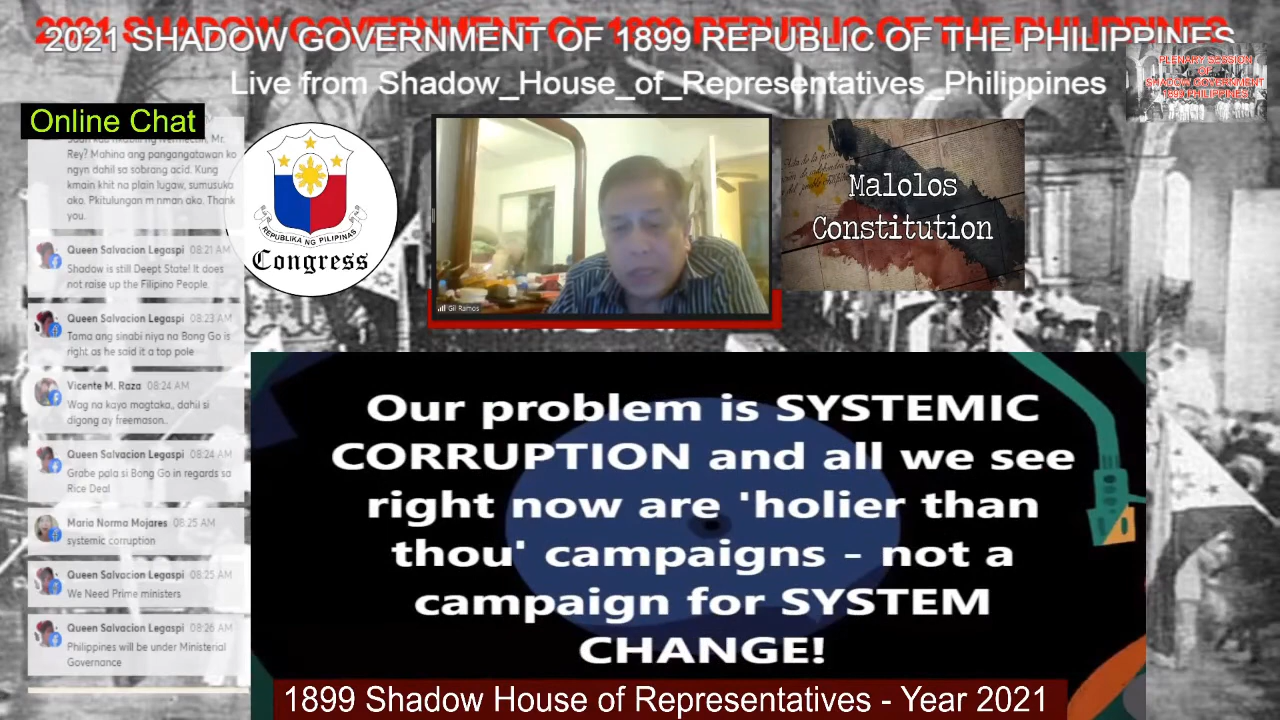 2021 SHADOW GOVERNMENT OF 1899 REPUBLIC OF THE PHILIPPINES
Live from Shadow_House_of_Representatives_Philippines
PLENARY SESSION
OF
SHADOW GOVERNMENT
1899 PHILIPPINES
Online Chat
Rey? Mahina ang pangangatawan ko
ngyn dahil sa sobrang acid. Kung
kmain khit na plain lugaw, sumusuka
ako. Pkitulungan m nman ako. Thank
you.
Queen Salvacion Legaspi 08:21 AM
Shadow is still Deept State! It does
not raise up the Filipino People.
Queen Salvacion Legaspi 08:23 AM
Tama ang sinabi niya na Bong Go is
right as he said it a top pole
Vicente M. Raza 08:24 AM
Wag na kayo magtaka,. dahil si
digong ay freemason..
Queen Salvacion Legaspi 08:24 AM
Grabe pala si Bong Go in regards sa
Rice Deal
Maria Norma Mojares 08:25 AM
systemic corruption
Queen Salvacion Legaspi 08:25 AM
We Need Prime ministers
Queen Salvacion Legaspi 08:26 AM
Philippines will be under Ministerial
Governance
REPUBLIKA NG PILIPINAS
Congress
Gil Ramos
Malolos
Constitution
Our problem is SYSTEMIC
CORRUPTION and all we see
right now are 'holier than
thou' campaigns – not a
campaign for SYSTEM
CHANGE!
1899 Shadow House of Representatives - Year 2021